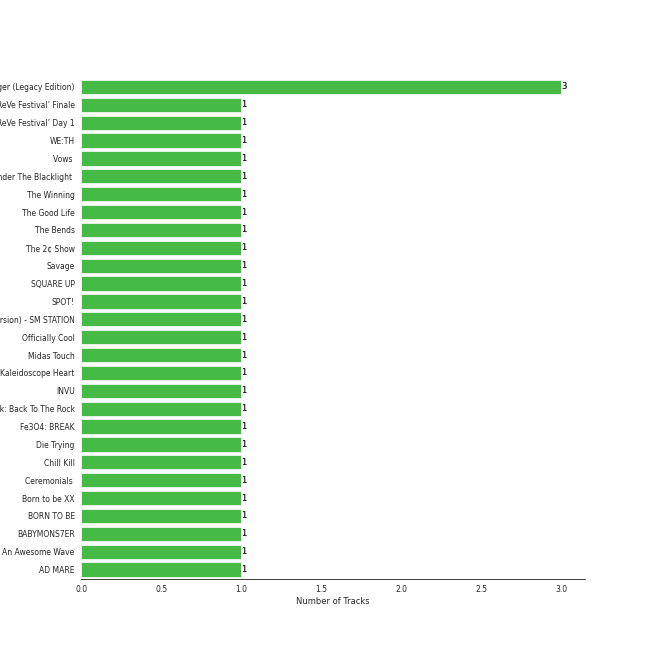 ger (Legacy Edition) 3
ReVe Festival’ Finale 1
ReVe Festival’ Day 1 1
WE:TH 1
Vows 1
nder The Blacklight 1
The Winning 1
The Good Life 1
The Bends 1
The 2¢ Show 1
Savage 1
SQUARE UP 1
SPOT! 1
rsion) - SM STATION 1
Officially Cool 1
Midas Touch 1
Kaleidoscope Heart 1
INVU 1
k: Back To The Rock 1
Fe3O4: BREAK 1
Die Trying 1
Chill Kill 1
Ceremonials 1
Born to be XX 1
BORN TO BE 1
BABYMONS7ER 1
An Awesome Wave 1
AD MARE 1
0.0 0.5 1.0 1.5 2.0 2.5 3.0
Number of Tracks